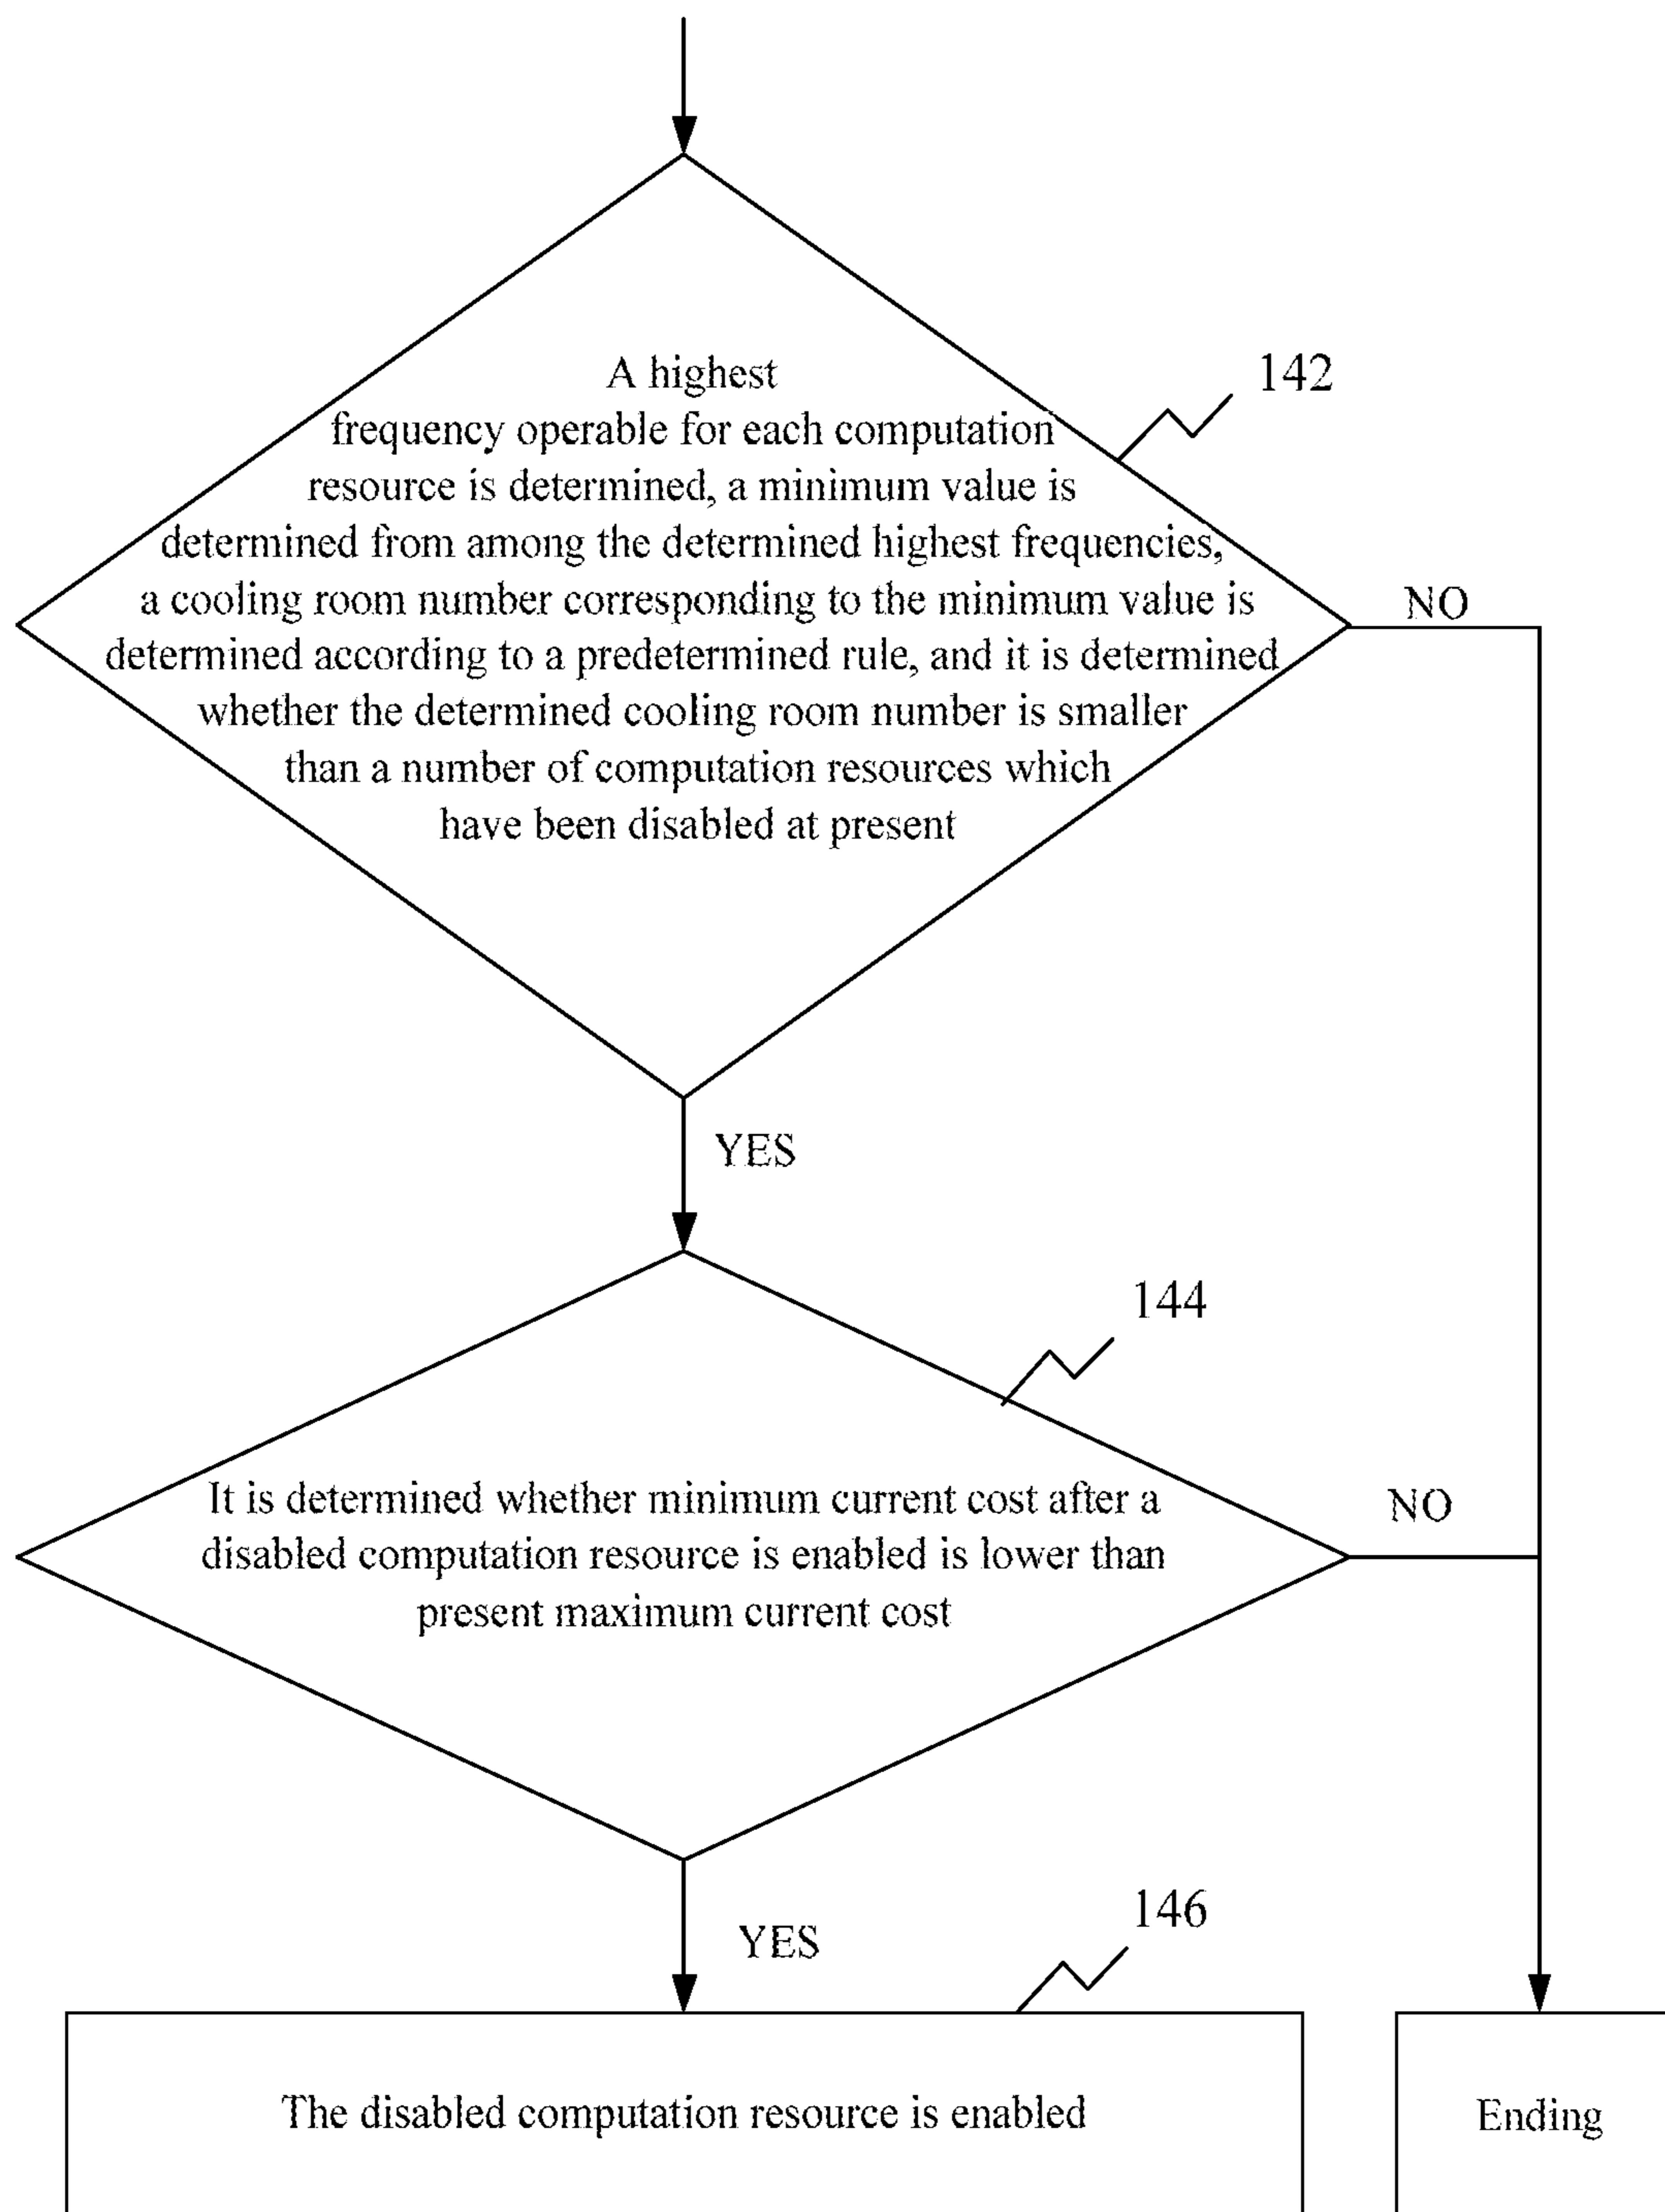 A highest
frequency operable for each computation
resource is determined, a minimum value is
determined from among the determined highest frequencies,
a cooling room number corresponding to the minimum value is
determined according to a predetermined rule, and it is determined
whether the determined cooling room number is smaller
than a number of computation resources which
have been disabled at present
142
NO
YES
144
It is determined whether minimum current cost after a
disabled computation resource is enabled is lower than
present maximum current cost
NO
YES
146
The disabled computation resource is enabled
Ending